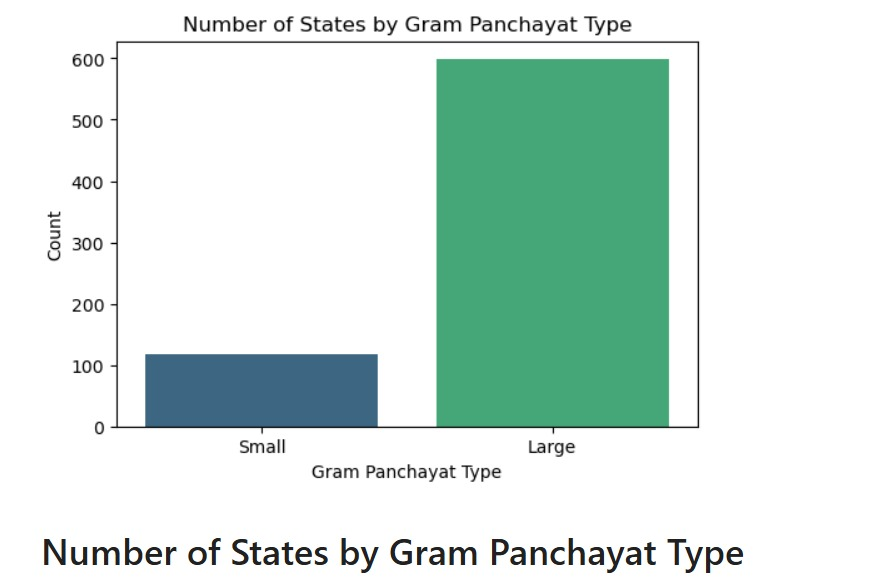 Number of States by Gram Panchayat Type
600
500
400
300
200
100
0
Count
Small
Large
Gram Panchayat Type
Number of States by Gram Panchayat Type